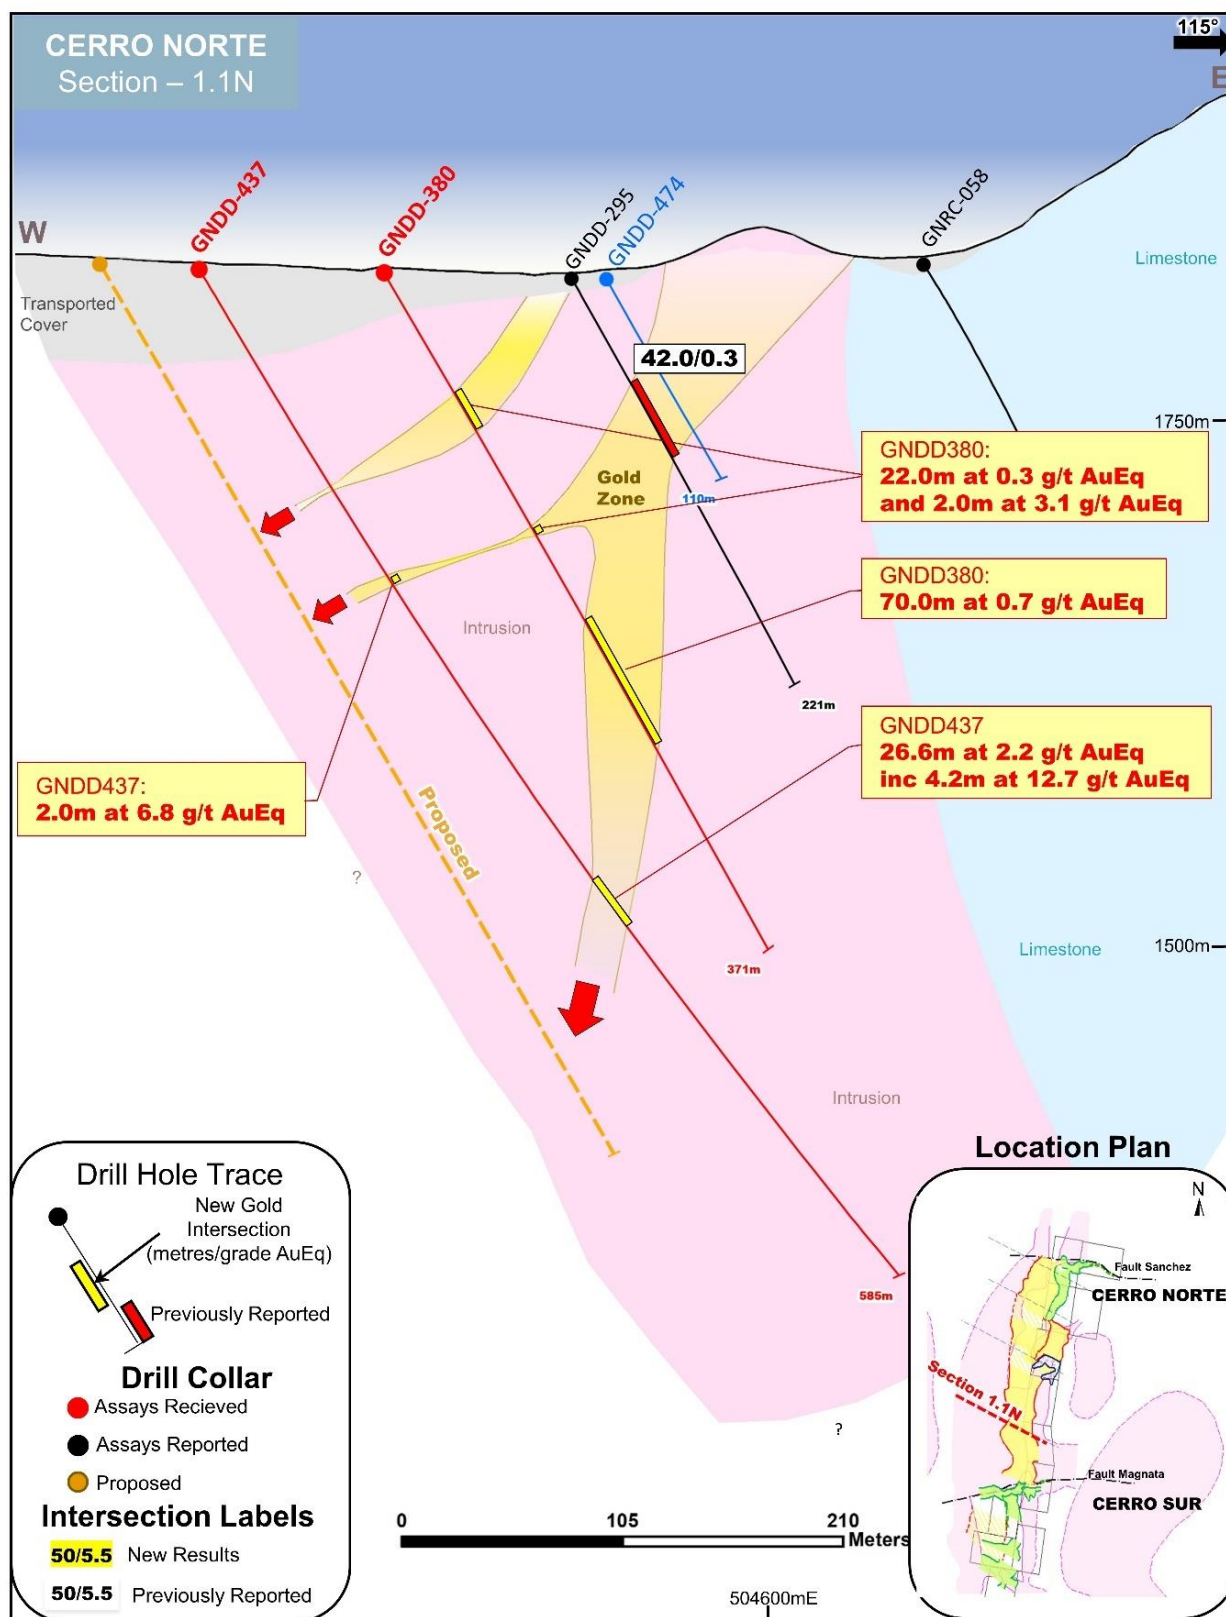 CERRO NORTE
Section – 1.1N
115°
E
W
GNDD-437
GNDD-380
GNDD-295
GNDD-474
GNRC-058
Limestone
Transported
Cover
42.0/0.3
1750m
GNDD380:
22.0m at 0.3 g/t AuEq
and 2.0m at 3.1 g/t AuEq
Gold
Zone
110m
GNDD380:
70.0m at 0.7 g/t AuEq
Intrusion
221m
GNDD437
26.6m at 2.2 g/t AuEq
inc 4.2m at 12.7 g/t AuEq
GNDD437:
2.0m at 6.8 g/t AuEq
Proposed
?
1500m
Limestone
371m
Intrusion
585m
?
Drill Hole Trace
New Gold
Intersection
(metres/grade AuEq)
Previously Reported
Drill Collar
Assays Recieved
Assays Reported
Proposed
Intersection Labels
50/5.5 New Results
50/5.5 Previously Reported
0 105 210
Meters
504600mE
Location Plan
N
Fault Sanchez
CERRO NORTE
Section 1.1N
Fault Magnata
CERRO SUR